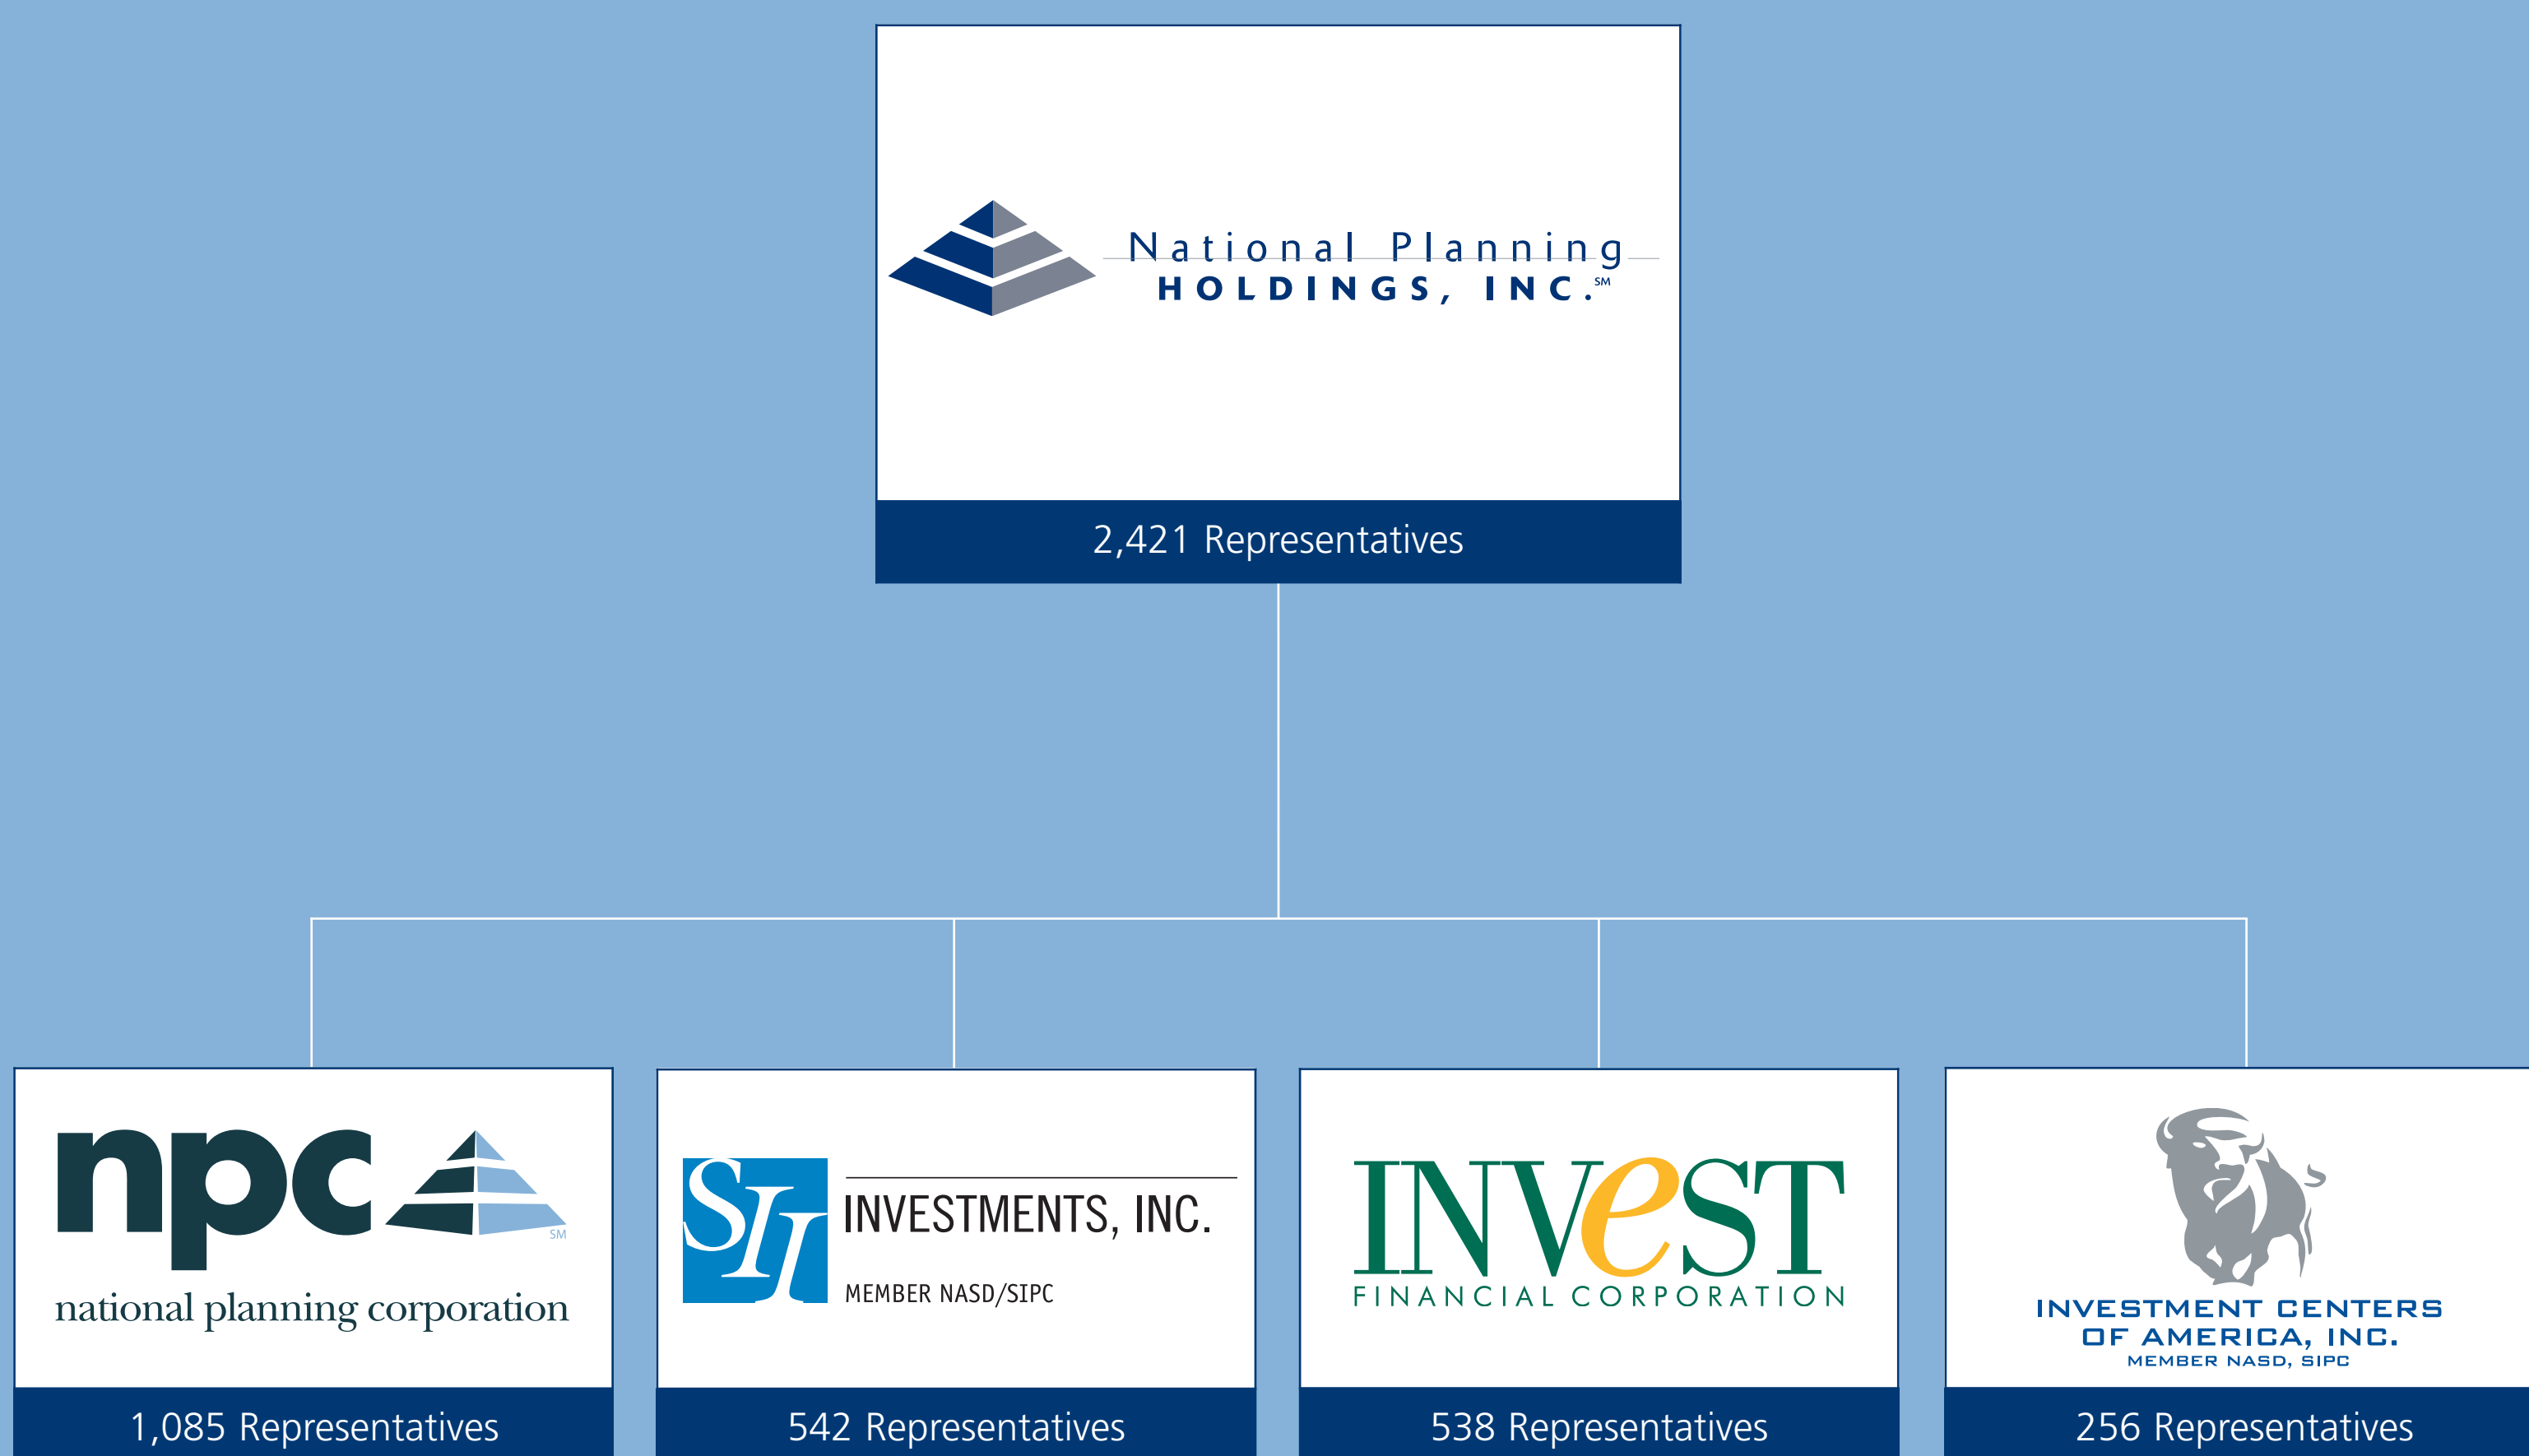 National Planning
HOLDINGS, INC.℠
2,421 Representatives
npc
SM
national planning corporation
1,085 Representatives
SII
INVESTMENTS, INC.
MEMBER NASD/SIPC
542 Representatives
INVeST
FINANCIAL CORPORATION
538 Representatives
INVESTMENT CENTERS
OF AMERICA, INC.
MEMBER NASD, SIPC
256 Representatives